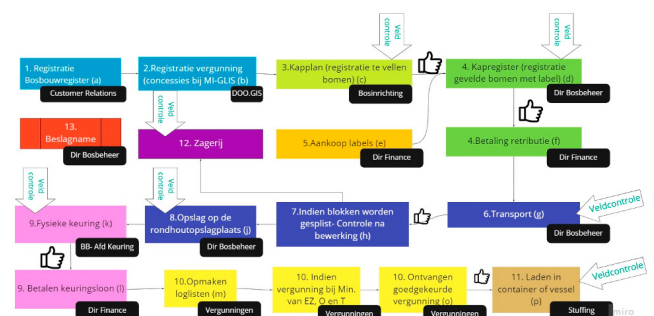 Veld
controle
Veld
controle
1. Registratie
Bosbouwregister (a)
Customer Relations
2.Registratie vergunning
(concessies bij MI-GLIS (b)
DOO.GIS
3.Kapplan (registratie te vellen
bomen) (c)
Bosinrichting
4. Kapregister (registratie
gevelde bomen met label) (d)
Dir Bosbeheer
Veld
controle
13.
Beslagname
Dir Bosbeheer
12. Zagerij
5.Aankoop labels (e)
Dir Finance
4.Betaling retributie (f)
Dir Finance
Veld
controle
Veld
controle
9.Fysieke keuring (k)
BB- Afd Keuring
8.Opslag op de
rondhoutopslagplaats (j)
Dir Bosbeheer
7.Indien blokken worden
gesplist- Controle na
bewerking (h)
6.Transport (g)
Dir Bosbeheer
Veldcontrole
9. Betalen keuringsloon (l)
Dir Finance
10.Opmaken
loglisten (m)
Vergunningen
10. Indien
vergunning bij Min.
van EZ, O en T
Vergunningen
10. Ontvangen
goedgekeurde
vergunning (o)
Vergunningen
11. Laden in
container of vessel
(p)
Stuffing
Veldcontrole
miro